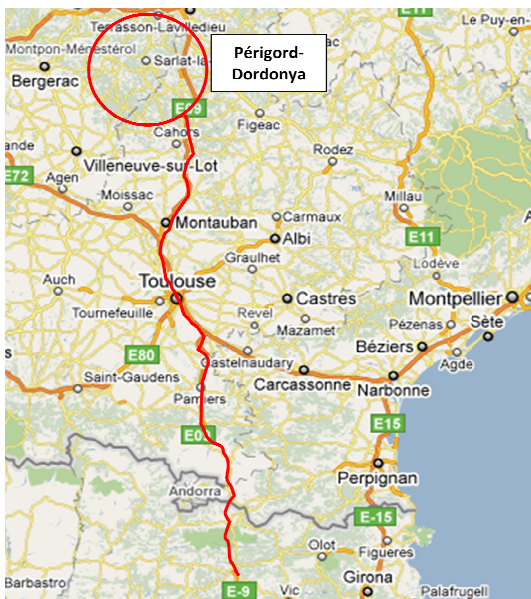 E11
Terrasson-Lavilledieu
Le Puy-en-
Montpon-Ménestérol
Périgord-
Dordonya
Sarlat-la-
Bergerac
Figeac
Cahors
Rodez
Villeneuve-sur-Lot
E72
Agen
Moissac
Millau
Carmaux
Montauban
Albi
E11
Graulhet
Lodève
Auch
Toulouse
Castres
Montpellier
Tournefeuille
Revel
Mazamet
Pézenas
Sète
Béziers
E80
Castelnaudary
Agde
Saint-Gaudens
Carcassonne
Narbonne
Pamiers
E15
Perpignan
Andorra
E-15
Olot
Figueres
Barbastro
E-9
Vic
Girona
Palafrugell